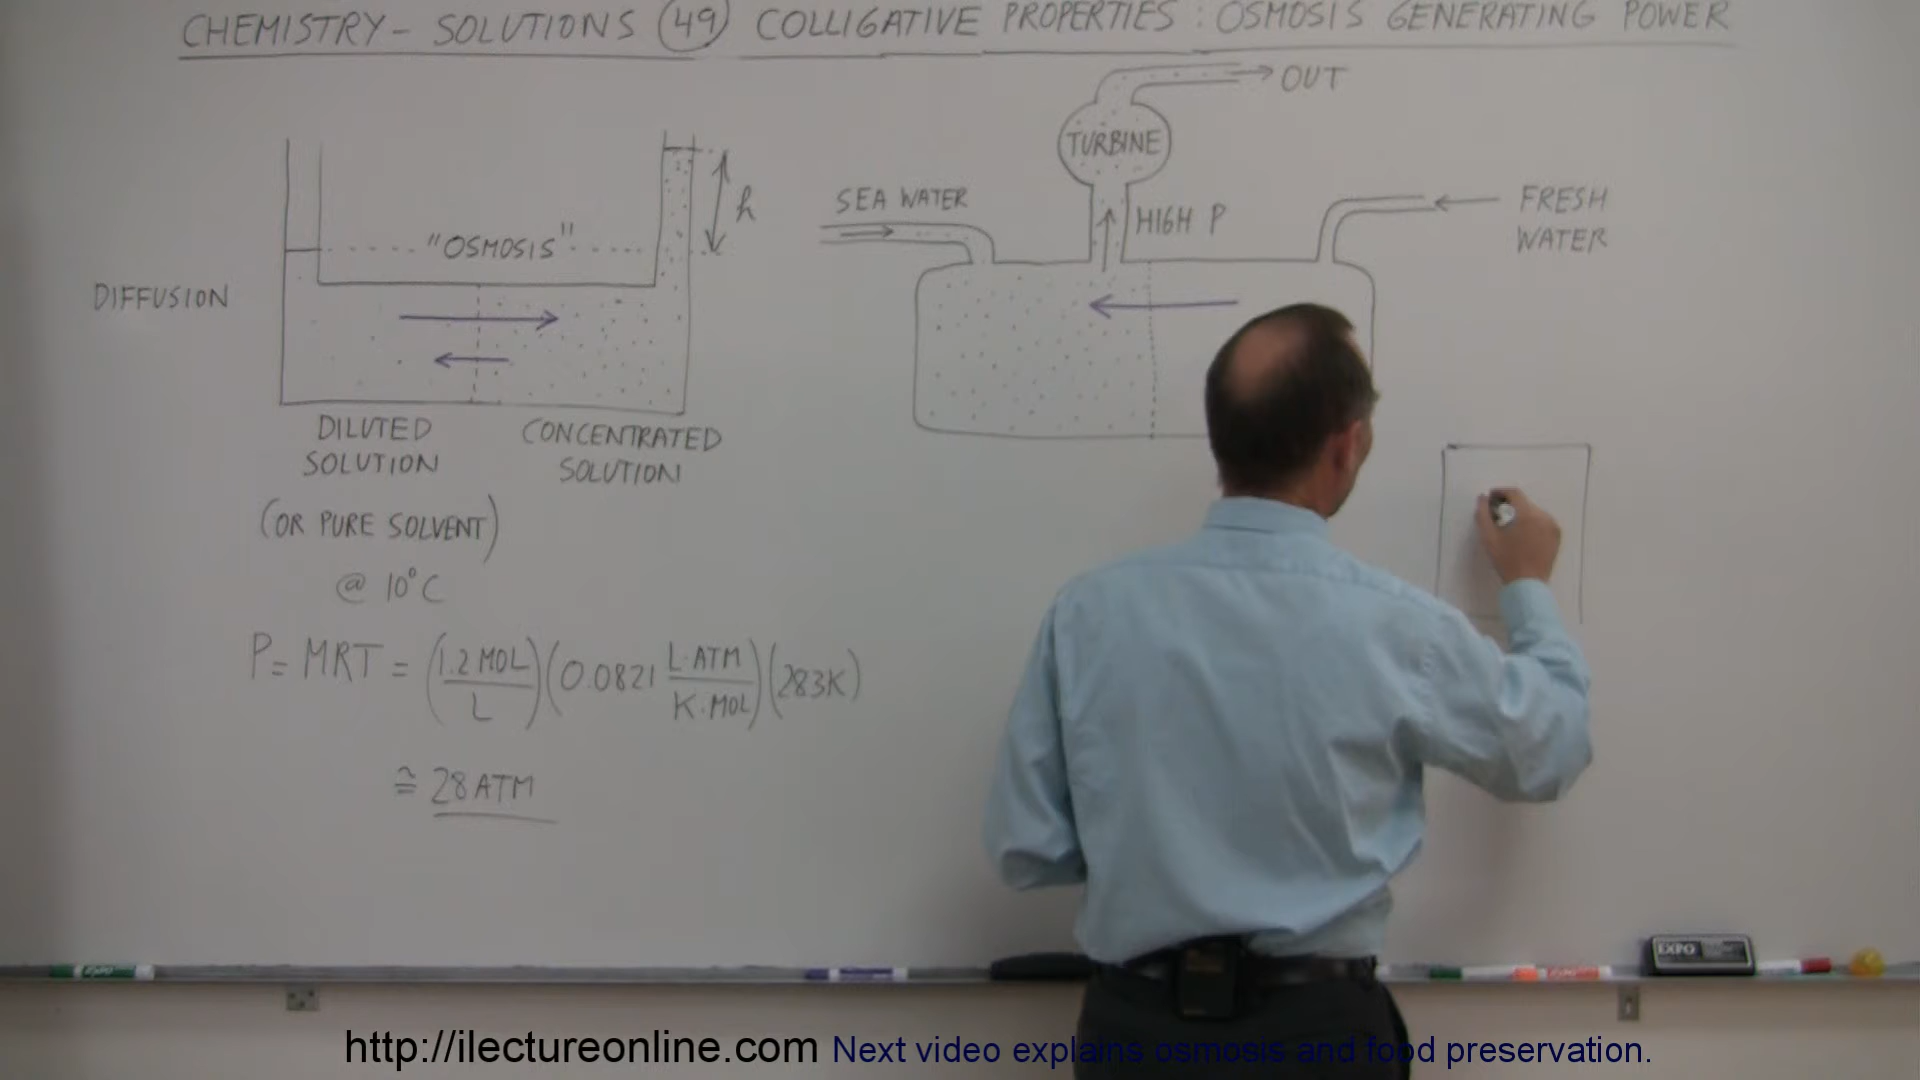 CHEMISTRY - SOLUTIONS 49 COLLIGATIVE PROPERTIES : OSMOSIS GENERATING POWER
OUT
TURBINE
SEA WATER
HIGH P
FRESH
WATER
h
"OSMOSIS"
DIFFUSION
DILUTED
SOLUTION
CONCENTRATED
SOLUTION
(OR PURE SOLVENT)
@ 10°C
P = MRT = (1.2 MOL / L) (0.0821 L·ATM / K·MOL) (283K)
≅ 28 ATM
EXPO
http://ilectureonline.com Next video explains osmosis and food preservation.